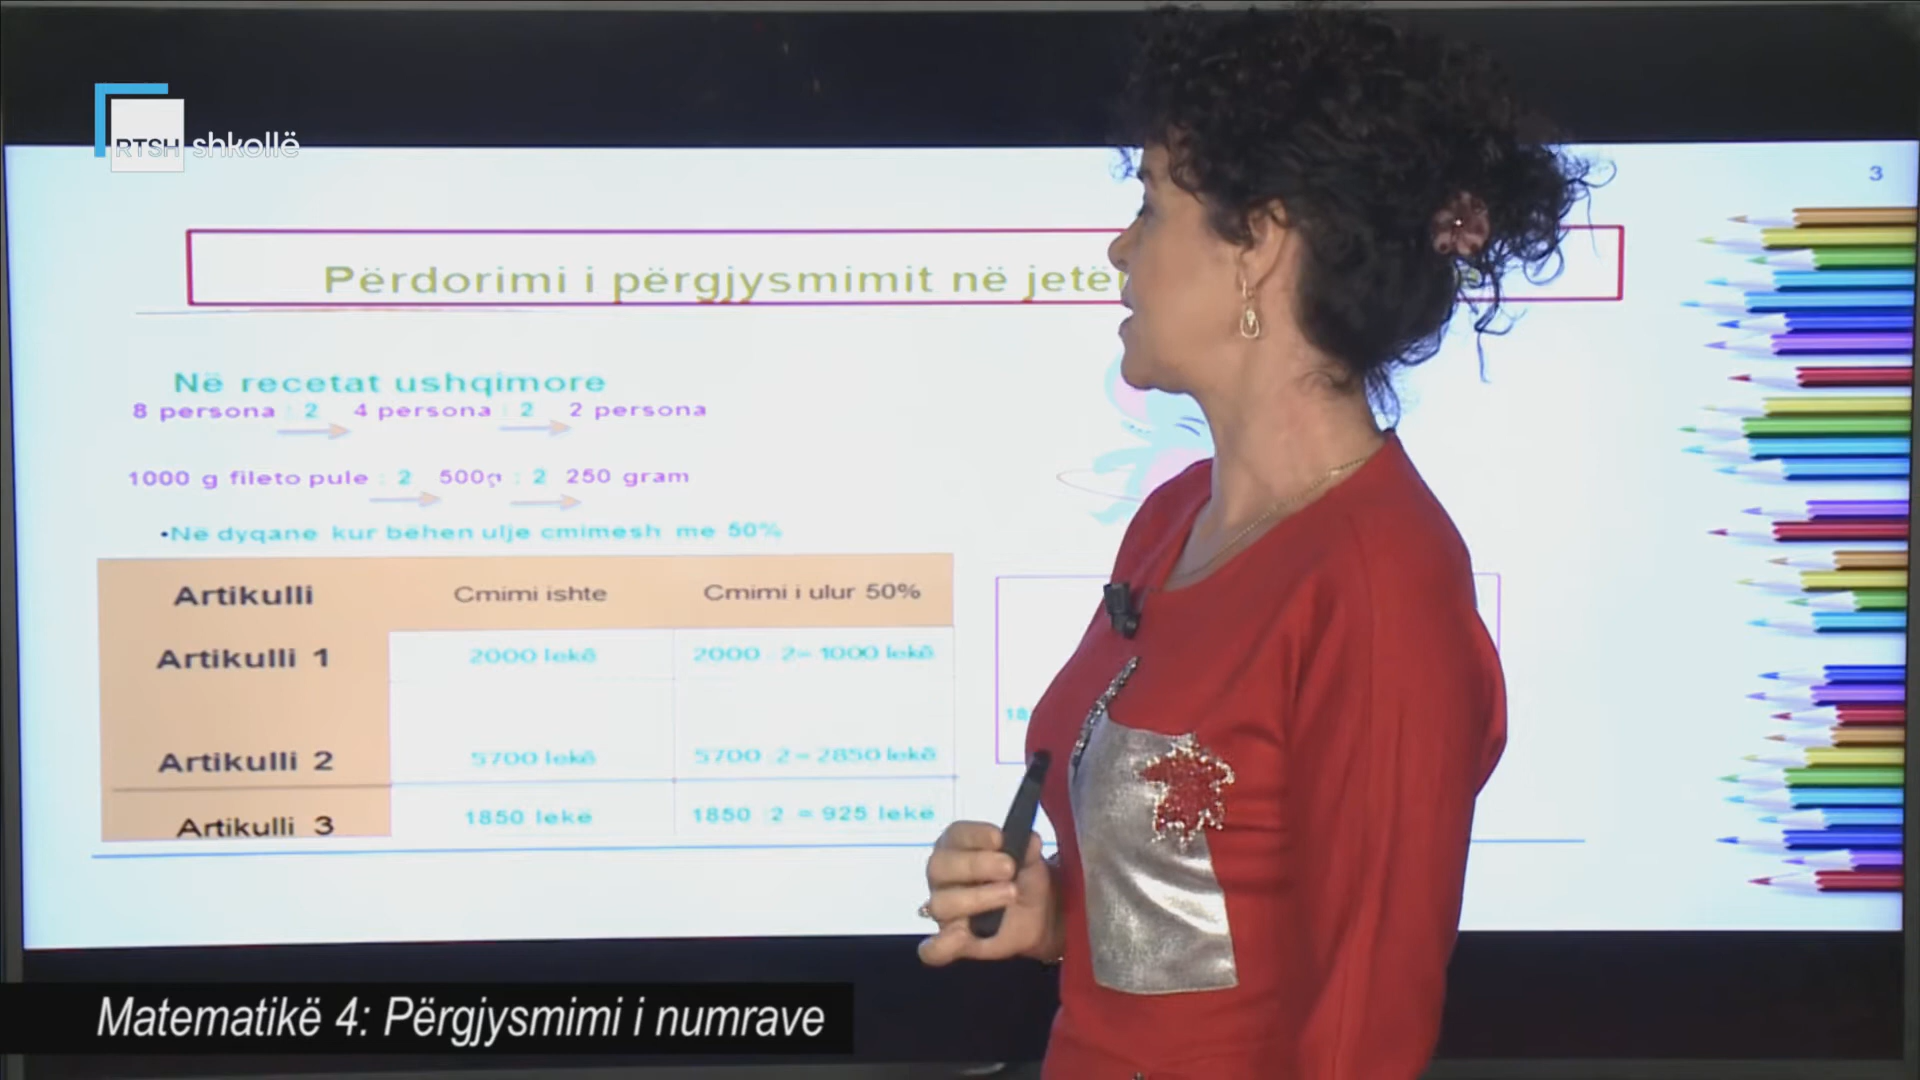 RTSH shkollë
3
Përdorimi i përgjysmimit në
Në recetat ushqimore
8 persona : 2 4 persona : 2 2 persona
1000 g fileto pule : 2 500g : 2 250 gram
•Në dyqane kur bëhen ulje cmimesh me 50%
Artikulli Cmimi ishte Cmimi i ulur 50%
Artikulli 1 2000 lekë 2000 : 2= 1000 lekë
Artikulli 2 5700 lekë 5700 : 2= 2850 lekë
Artikulli 3 1850 lekë 1850 : 2 = 925 lekë
Matematikë 4: Përgjysmimi i numrave